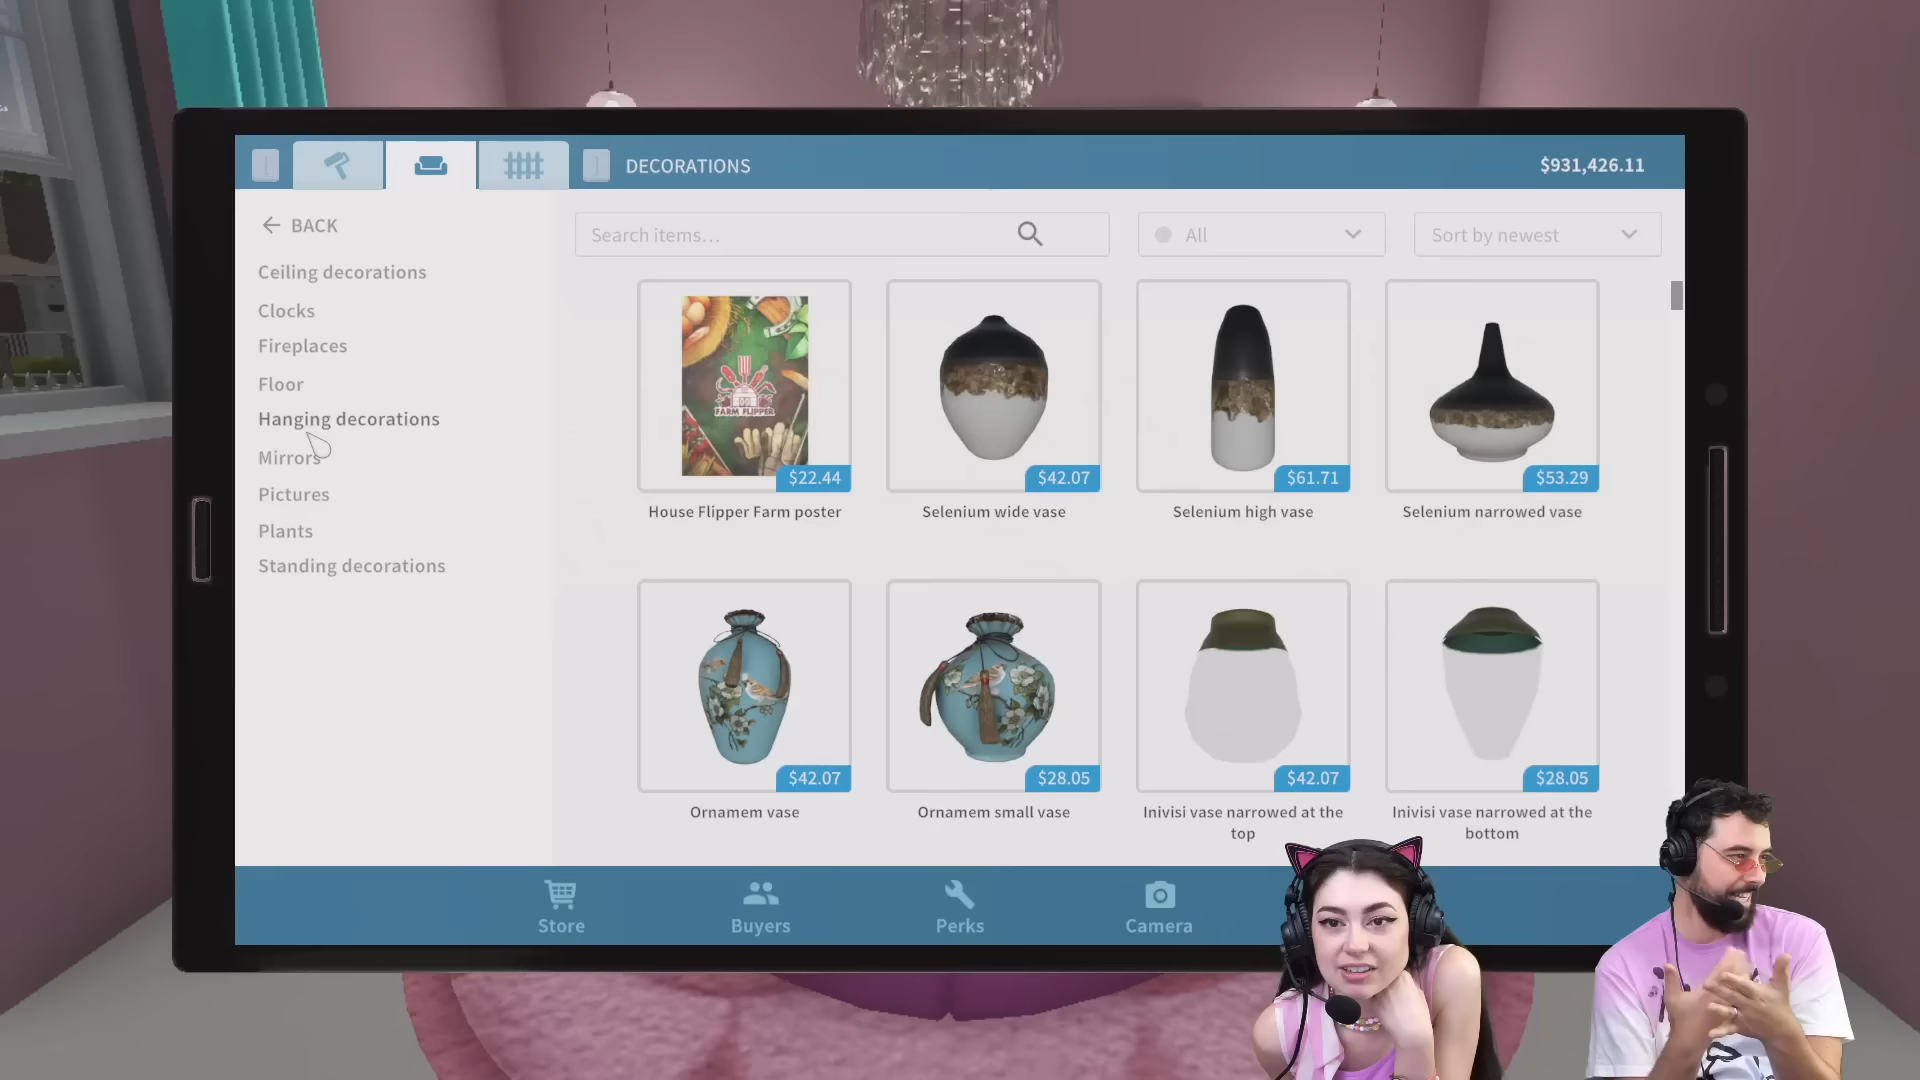 DECORATIONS
$931,426.11
BACK
Search items...
All
Sort by newest
Ceiling decorations
Clocks
Fireplaces
Floor
Hanging decorations
Mirrors
Pictures
Plants
Standing decorations
FARM FLIPPER
$22.44
$42.07
$61.71
$53.29
House Flipper Farm poster
Selenium wide vase
Selenium high vase
Selenium narrowed vase
$42.07
$28.05
$42.07
$28.05
Ornamem vase
Ornamem small vase
Inivisi vase narrowed at the
top
Inivisi vase narrowed at the
bottom
Store
Buyers
Perks
Camera